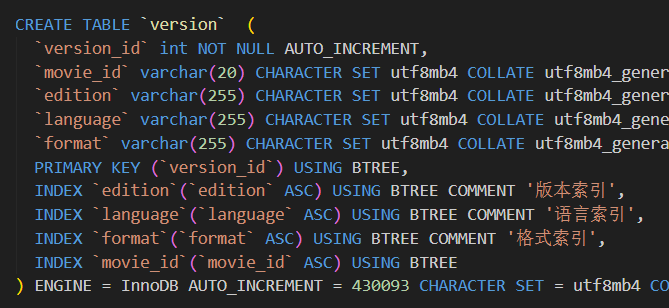 CREATE TABLE `version`  (
  `version_id` int NOT NULL AUTO_INCREMENT,
  `movie_id` varchar(20) CHARACTER SET utf8mb4 COLLATE utf8mb4_gener
  `edition` varchar(255) CHARACTER SET utf8mb4 COLLATE utf8mb4_genera
  `language` varchar(255) CHARACTER SET utf8mb4 COLLATE utf8mb4_gene
  `format` varchar(255) CHARACTER SET utf8mb4 COLLATE utf8mb4_genera
  PRIMARY KEY (`version_id`) USING BTREE,
  INDEX `edition`(`edition` ASC) USING BTREE COMMENT '版本索引',
  INDEX `language`(`language` ASC) USING BTREE COMMENT '语言索引',
  INDEX `format`(`format` ASC) USING BTREE COMMENT '格式索引',
  INDEX `movie_id`(`movie_id` ASC) USING BTREE
) ENGINE = InnoDB AUTO_INCREMENT = 430093 CHARACTER SET = utf8mb4 CO